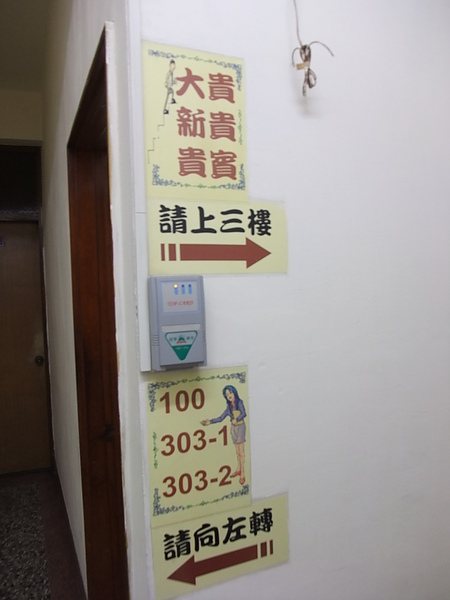 大貴
新貴
貴賓
請上三樓
100
303-1
303-2
請向左轉